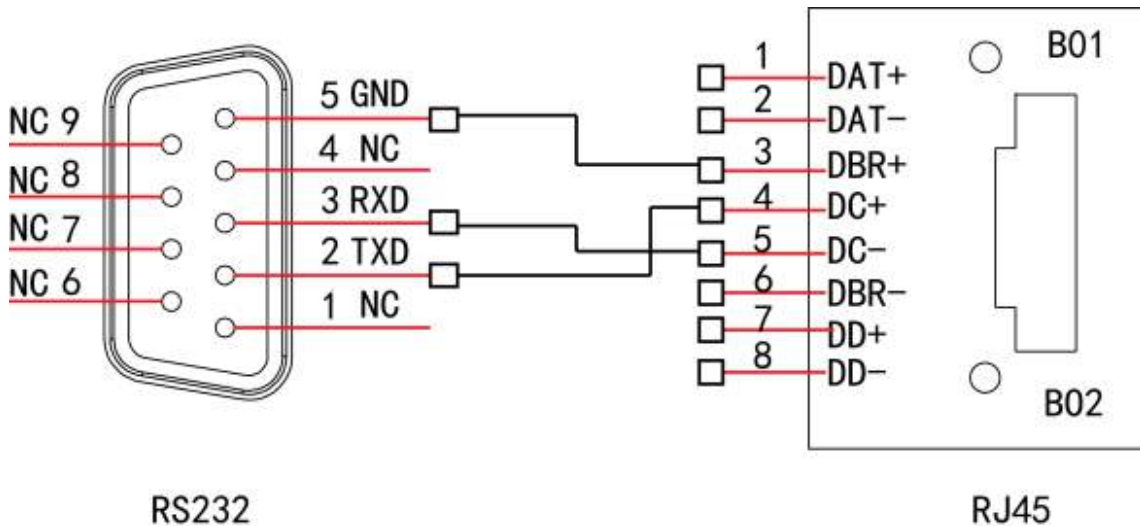 NC 9
NC 8
NC 7
NC 6
5 GND
4 NC
3 RXD
2 TXD
1 NC
1 DAT+
2 DAT-
3 DBR+
4 DC+
5 DC-
6 DBR-
7 DD+
8 DD-
B01
B02
RS232
RJ45